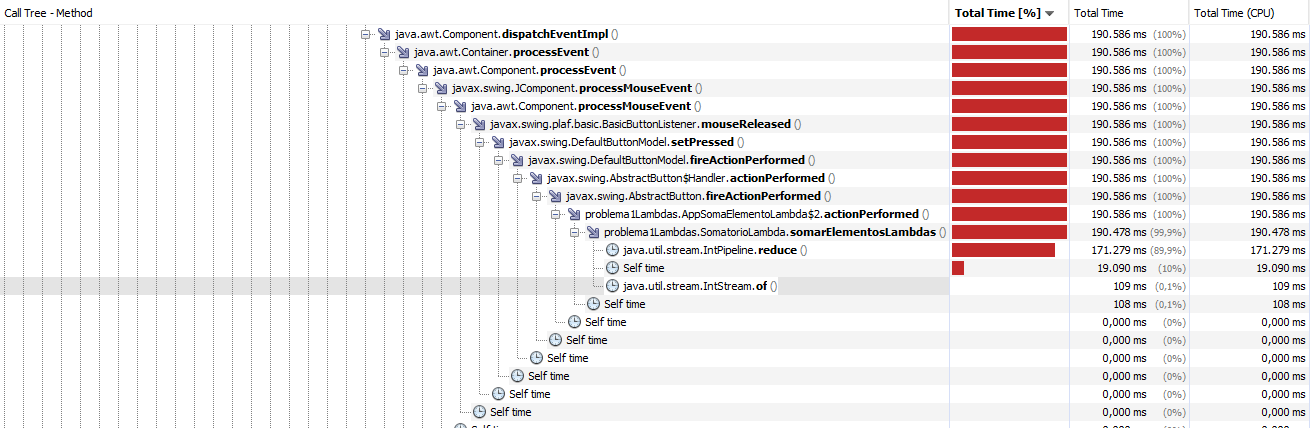 Call Tree - Method Total Time [%] Total Time Total Time (CPU)
java.awt.Component.dispatchEventImpl () 190.586 ms (100%) 190.586 ms
java.awt.Container.processEvent () 190.586 ms (100%) 190.586 ms
java.awt.Component.processEvent () 190.586 ms (100%) 190.586 ms
javax.swing.JComponent.processMouseEvent () 190.586 ms (100%) 190.586 ms
java.awt.Component.processMouseEvent () 190.586 ms (100%) 190.586 ms
javax.swing.plaf.basic.BasicButtonListener.mouseReleased () 190.586 ms (100%) 190.586 ms
javax.swing.DefaultButtonModel.setPressed () 190.586 ms (100%) 190.586 ms
javax.swing.DefaultButtonModel.fireActionPerformed () 190.586 ms (100%) 190.586 ms
javax.swing.AbstractButton$Handler.actionPerformed () 190.586 ms (100%) 190.586 ms
javax.swing.AbstractButton.fireActionPerformed () 190.586 ms (100%) 190.586 ms
problema1Lambdas.AppSomaElementoLambda$2.actionPerformed () 190.586 ms (100%) 190.586 ms
problema1Lambdas.SomatorioLambda.somarElementosLambdas () 190.478 ms (99,9%) 190.478 ms
java.util.stream.IntPipeline.reduce () 171.279 ms (89,9%) 171.279 ms
Self time 19.090 ms (10%) 19.090 ms
java.util.stream.IntStream.of () 109 ms (0,1%) 109 ms
Self time 108 ms (0,1%) 108 ms
Self time 0,000 ms (0%) 0,000 ms
Self time 0,000 ms (0%) 0,000 ms
Self time 0,000 ms (0%) 0,000 ms
Self time 0,000 ms (0%) 0,000 ms
Self time 0,000 ms (0%) 0,000 ms
Self time 0,000 ms (0%) 0,000 ms